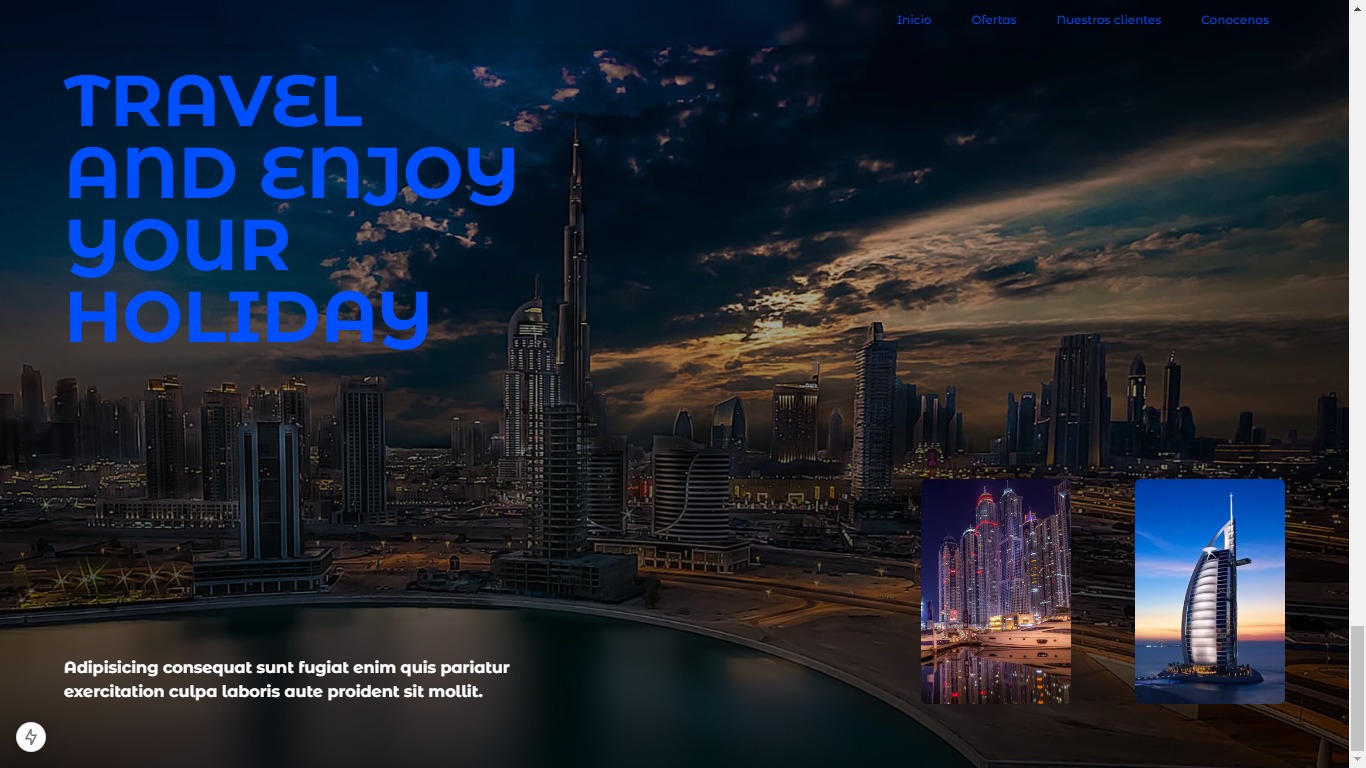 Inicio Ofertas Nuestros clientes Conocenos
TRAVEL
AND ENJOY
YOUR
HOLIDAY
Adipisicing consequat sunt fugiat enim quis pariatur
exercitation culpa laboris aute proident sit mollit.